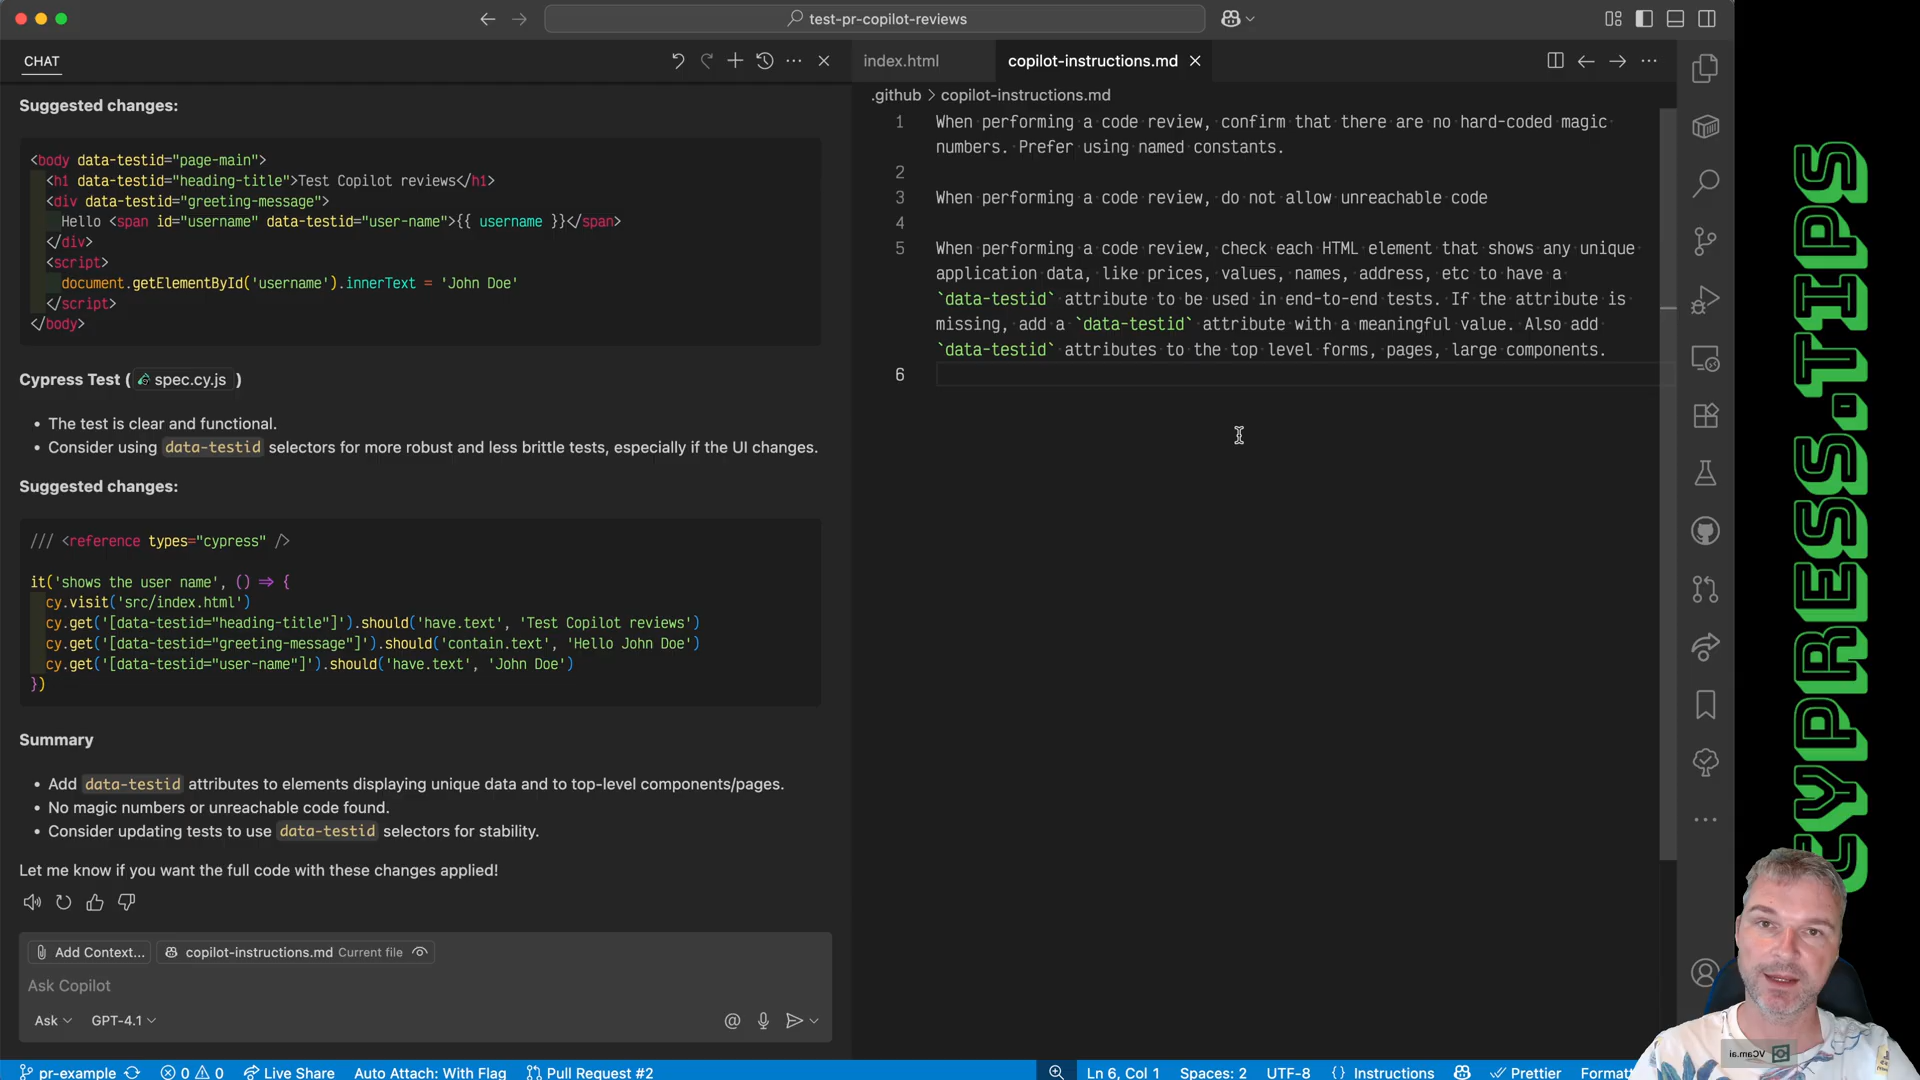 test-pr-copilot-reviews
CHAT
index.html
copilot-instructions.md
.github > copilot-instructions.md
Suggested changes:
<body data-testid="page-main">
<h1 data-testid="heading-title">Test Copilot reviews</h1>
<div data-testid="greeting-message">
Hello <span id="username" data-testid="user-name">{{ username }}</span>
</div>
<script>
document.getElementById('username').innerText = 'John Doe'
</script>
</body>
Cypress Test ( spec.cy.js )
• The test is clear and functional.
• Consider using data-testid selectors for more robust and less brittle tests, especially if the UI changes.
Suggested changes:
/// <reference types="cypress" />
it('shows the user name', () => {
cy.visit('src/index.html')
cy.get('[data-testid="heading-title"]').should('have.text', 'Test Copilot reviews')
cy.get('[data-testid="greeting-message"]').should('contain.text', 'Hello John Doe')
cy.get('[data-testid="user-name"]').should('have.text', 'John Doe')
})
Summary
• Add data-testid attributes to elements displaying unique data and to top-level components/pages.
• No magic numbers or unreachable code found.
• Consider updating tests to use data-testid selectors for stability.
Let me know if you want the full code with these changes applied!
Add Context...
copilot-instructions.md Current file
Ask Copilot
Ask
GPT-4.1
1 When performing a code review, confirm that there are no hard-coded magic
numbers. Prefer using named constants.
2
3 When performing a code review, do not allow unreachable code
4
5 When performing a code review, check each HTML element that shows any unique
application data, like prices, values, names, address, etc to have a
`data-testid` attribute to be used in end-to-end tests. If the attribute is
missing, add a `data-testid` attribute with a meaningful value. Also add
`data-testid` attributes to the top level forms, pages, large components.
6
CYPRESS.TIPS
VCam.ai
pr-example
0
0
Live Share
Auto Attach: With Flag
Pull Request #2
Ln 6, Col 1
Spaces: 2
UTF-8
{} Instructions
Prettier
Formatt